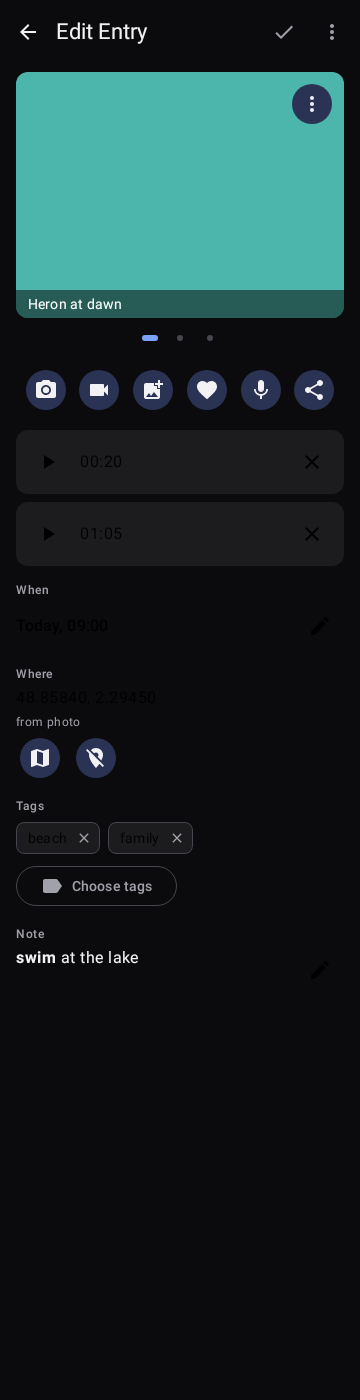 Edit Entry
Heron at dawn
00:20
01:05
When
Today, 09:00
Where
48.85840, 2.29450
from photo
Tags
beach
family
Choose tags
Note
swim at the lake